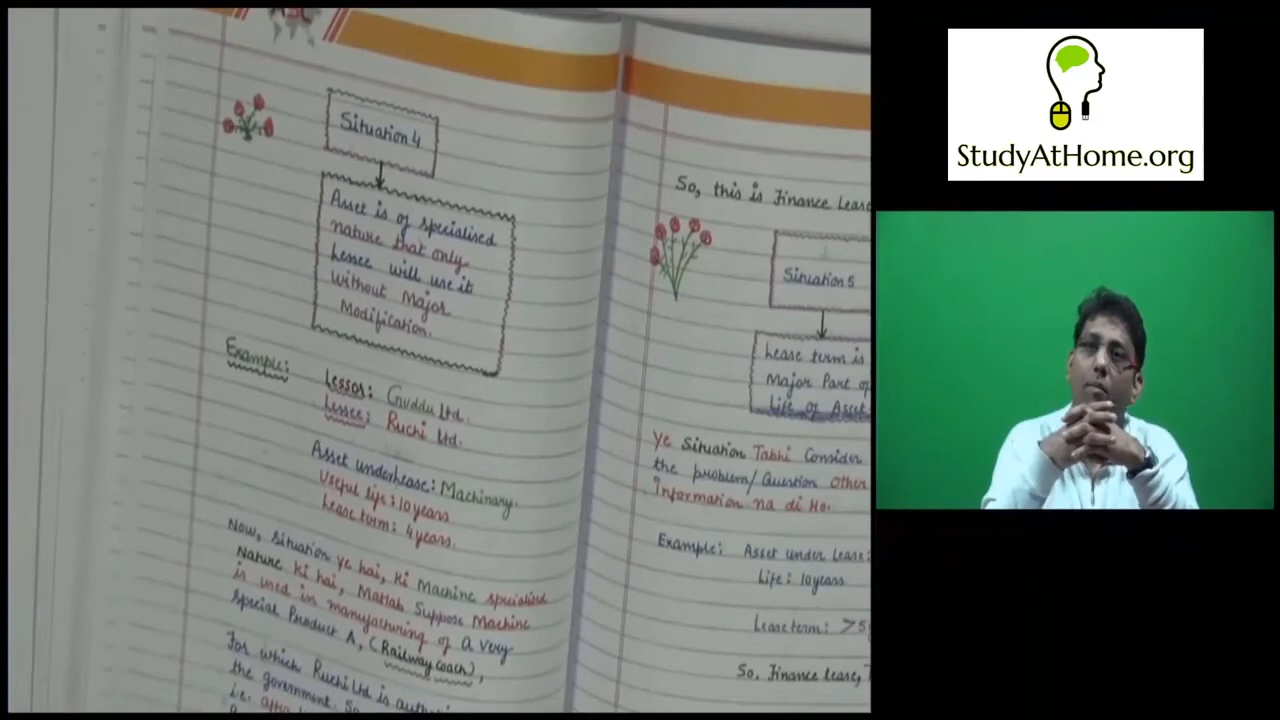 Situation 4
Asset is of specialised
nature that only
Lessee will use it
Without Major
Modification.
Example:
Lessor: Guddu Ltd.
Lessee: Ruchi Ltd.
Asset under lease: Machinary.
Useful life: 10 years
Lease term: 4 years.
Now, situation ye hai, Ki Machine specialised
Nature Ki hai, Matlab Suppose Machine
is used in manufacturing of a very
special Product A, (Railway coach),
For which Ruchi Ltd is
the government. So
i.e. after
So, this is Finance Lease
Situation 5
Lease term is
Major Part of
Life of Asset
Ye Situation Tabhi Consider
the problem/Question other
Information na di Ho.
Example: Asset under Lease:
Life: 10 years
Lease term: >5
So, Finance lease,
StudyAtHome.org